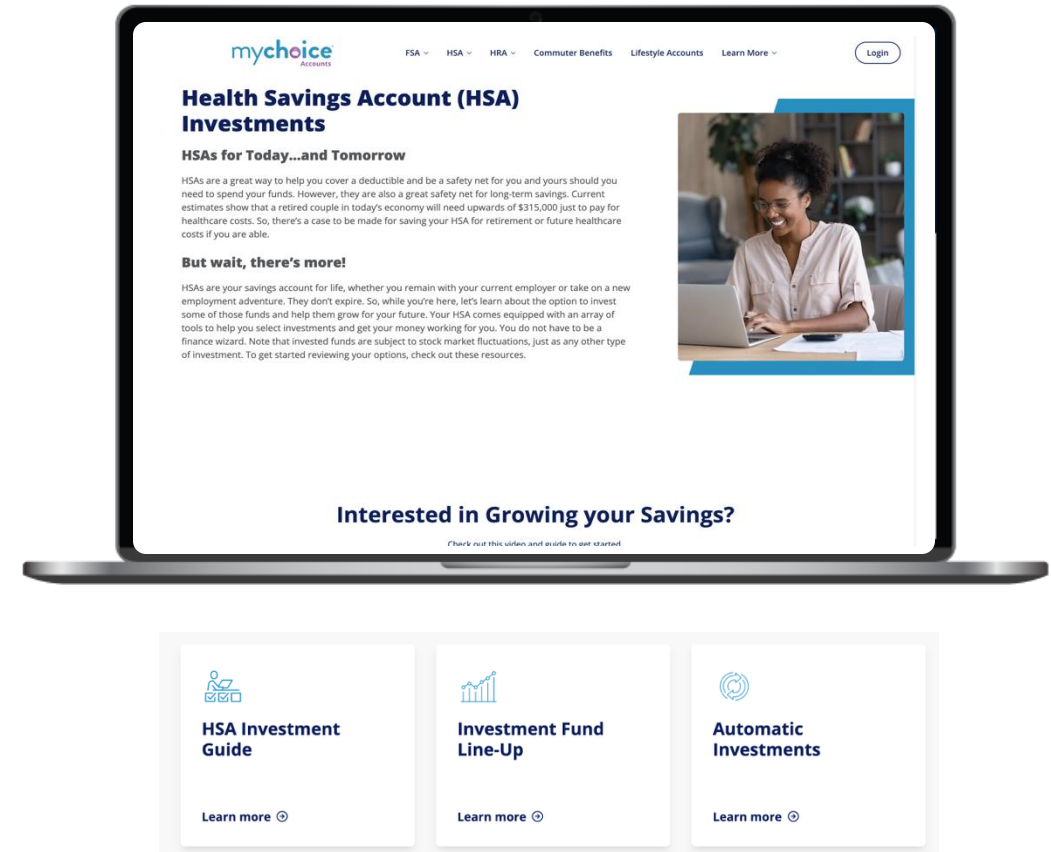 mychoice
Accounts
FSA HSA HRA Commuter Benefits Lifestyle Accounts Learn More Login
Health Savings Account (HSA)
Investments
HSAs for Today...and Tomorrow
HSAs are a great way to help you cover a deductible and be a safety net for you and yours should you
need to spend your funds. However, they are also a great safety net for long-term savings. Current
estimates show that a retired couple in today's economy will need upwards of $315,000 just to pay for
healthcare costs. So, there's a case to be made for saving your HSA for retirement or future healthcare
costs if you are able.
But wait, there's more!
HSAs are your savings account for life, whether you remain with your current employer or take on a new
employment adventure. They don't expire. So, while you're here, let's learn about the option to invest
some of those funds and help them grow for your future. Your HSA comes equipped with an array of
tools to help you select investments and get your money working for you. You do not have to be a
finance wizard. Note that invested funds are subject to stock market fluctuations, just as any other type
of investment. To get started reviewing your options, check out these resources.
Interested in Growing your Savings?
Check out this video and guide to get started
HSA Investment
Guide
Learn more
Investment Fund
Line-Up
Learn more
Automatic
Investments
Learn more